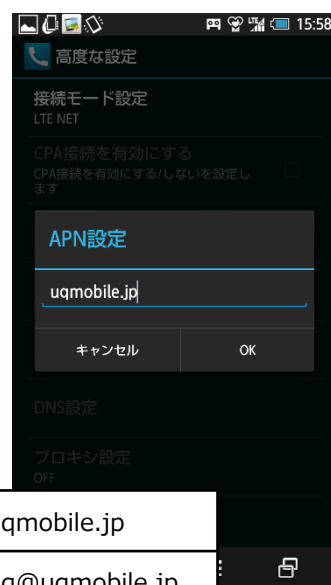 15:58
高度な設定
接続モード設定
LTE NET
CPA接続を有効にする
CPA接続を有効にする/しないを設定し
ます
APN設定
uqmobile.jp
キャンセル
OK
DNS設定
プロキシ設定
OFF
qmobile.jp
q@uqmobile.jp